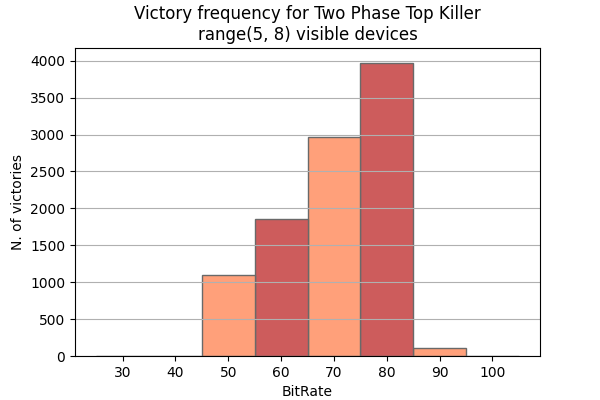 Victory frequency for Two Phase Top Killer
range(5, 8) visible devices
4000
3500
3000
2500
2000
1500
1000
500
0
N. of victories
30 40 50 60 70 80 90 100
BitRate